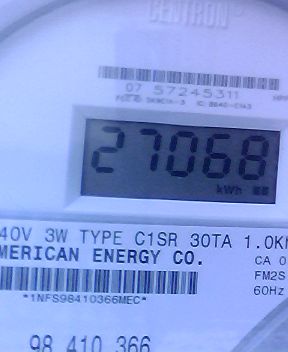 CENTRON®
07 57245311
27068
kWh
40V 3W TYPE C1SR 30TA 1.0K
MERICAN ENERGY CO.
CA 0
FM2S
*1NFS98410366MEC*
60Hz
98 410 366